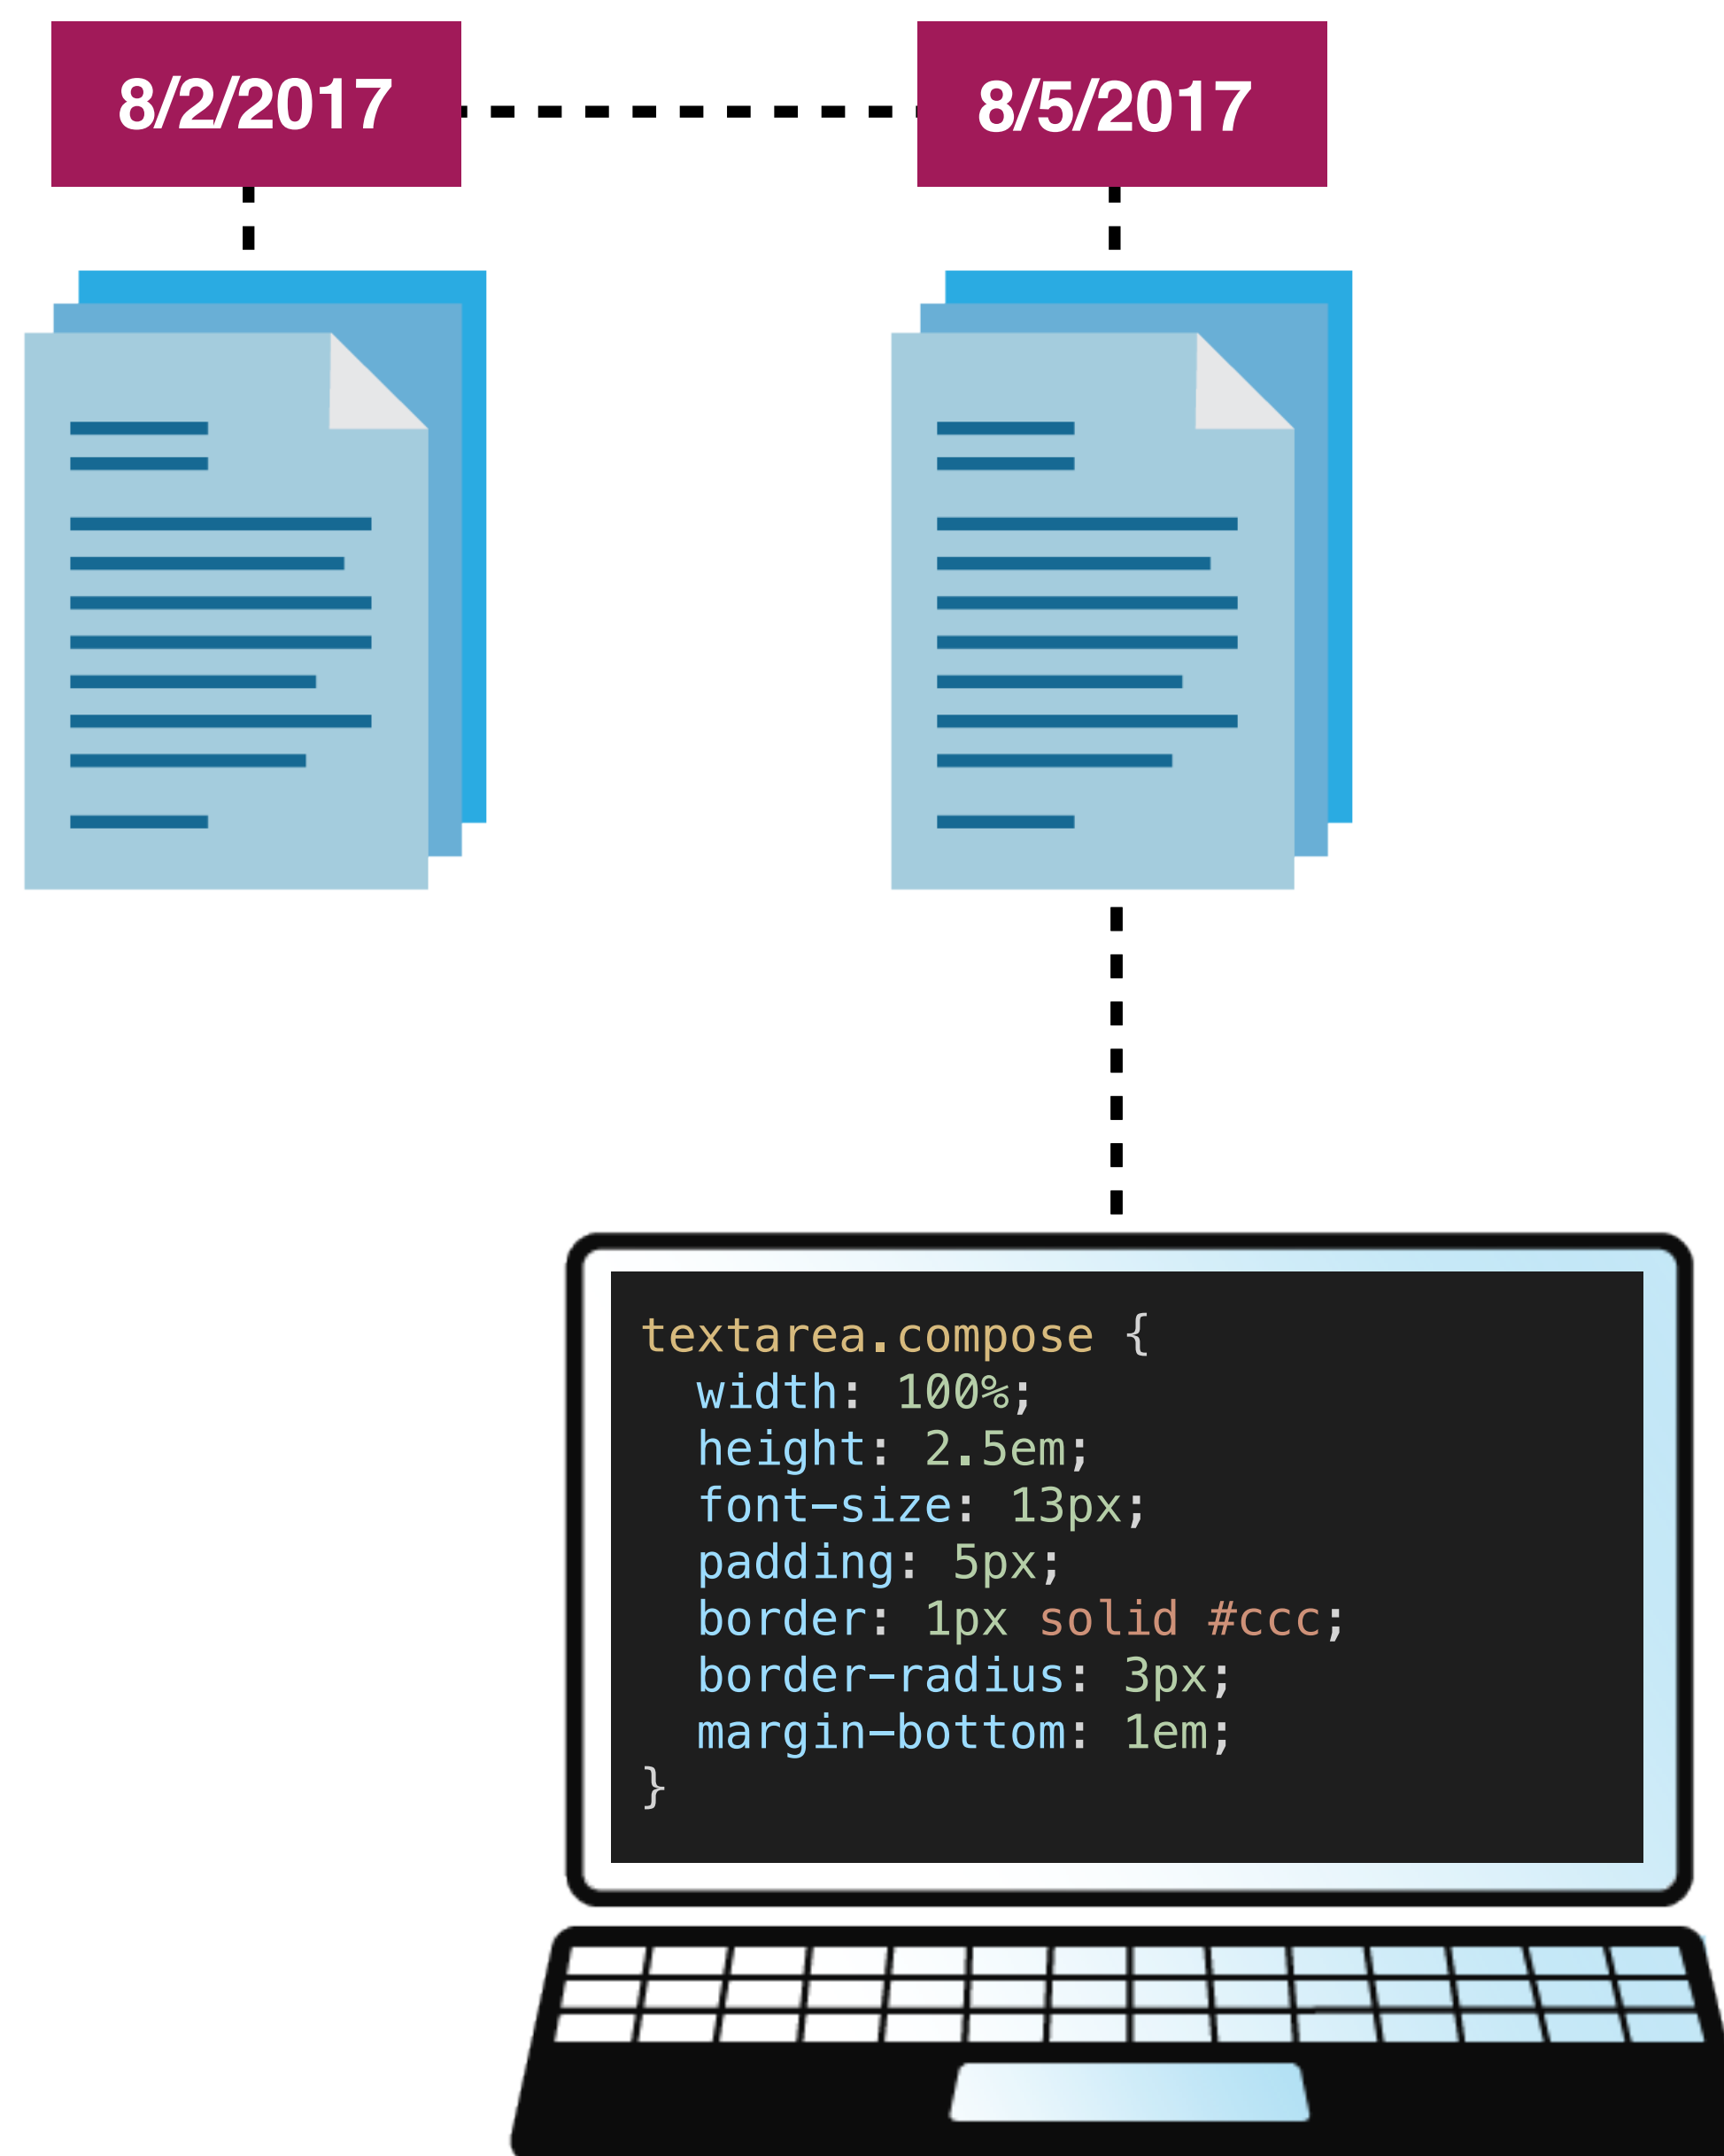 8/2/2017
8/5/2017
textarea.compose {
  width: 100%;
  height: 2.5em;
  font-size: 13px;
  padding: 5px;
  border: 1px solid #ccc;
  border-radius: 3px;
  margin-bottom: 1em;
}